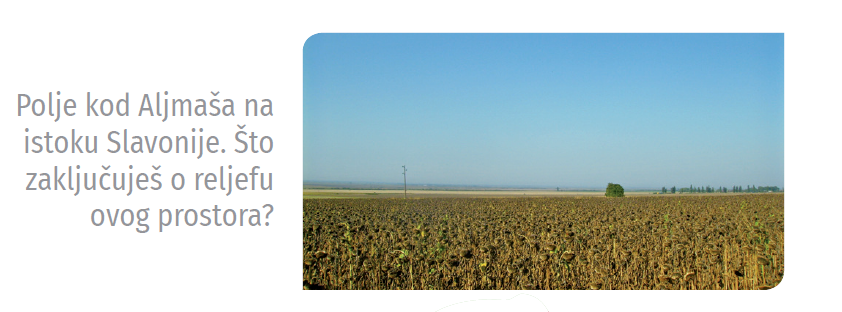 Polje kod Aljmaša na
istoku Slavonije. Što
zaključuješ o reljefu
ovog prostora?